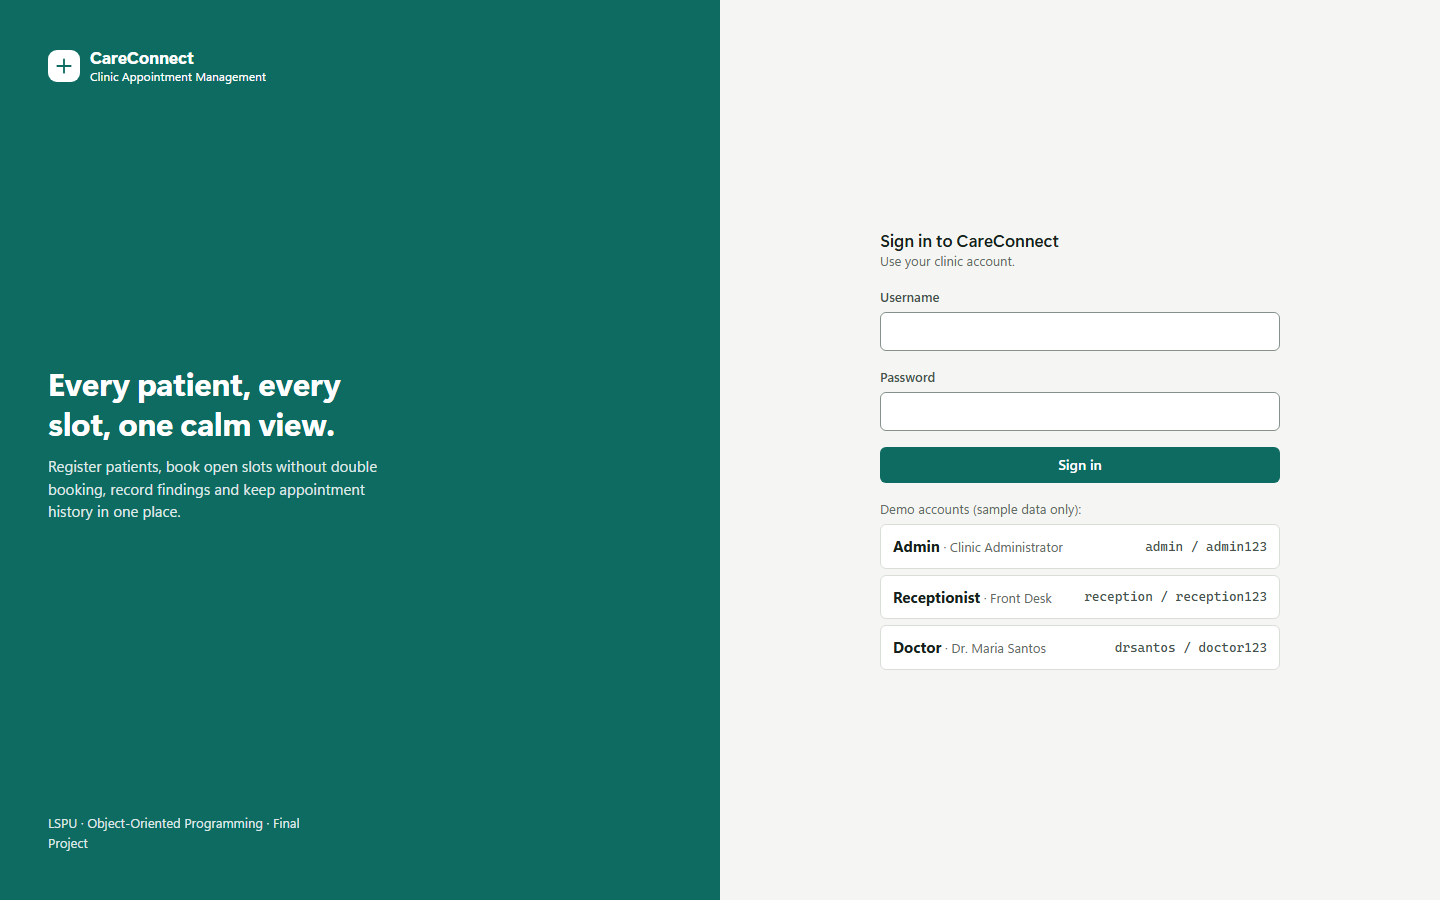 CareConnect
Clinic Appointment Management
Every patient, every
slot, one calm view.
Register patients, book open slots without double
booking, record findings and keep appointment
history in one place.
LSPU · Object-Oriented Programming · Final
Project
Sign in to CareConnect
Use your clinic account.
Username
Password
Sign in
Demo accounts (sample data only):
Admin · Clinic Administrator admin / admin123
Receptionist · Front Desk reception / reception123
Doctor · Dr. Maria Santos drsantos / doctor123